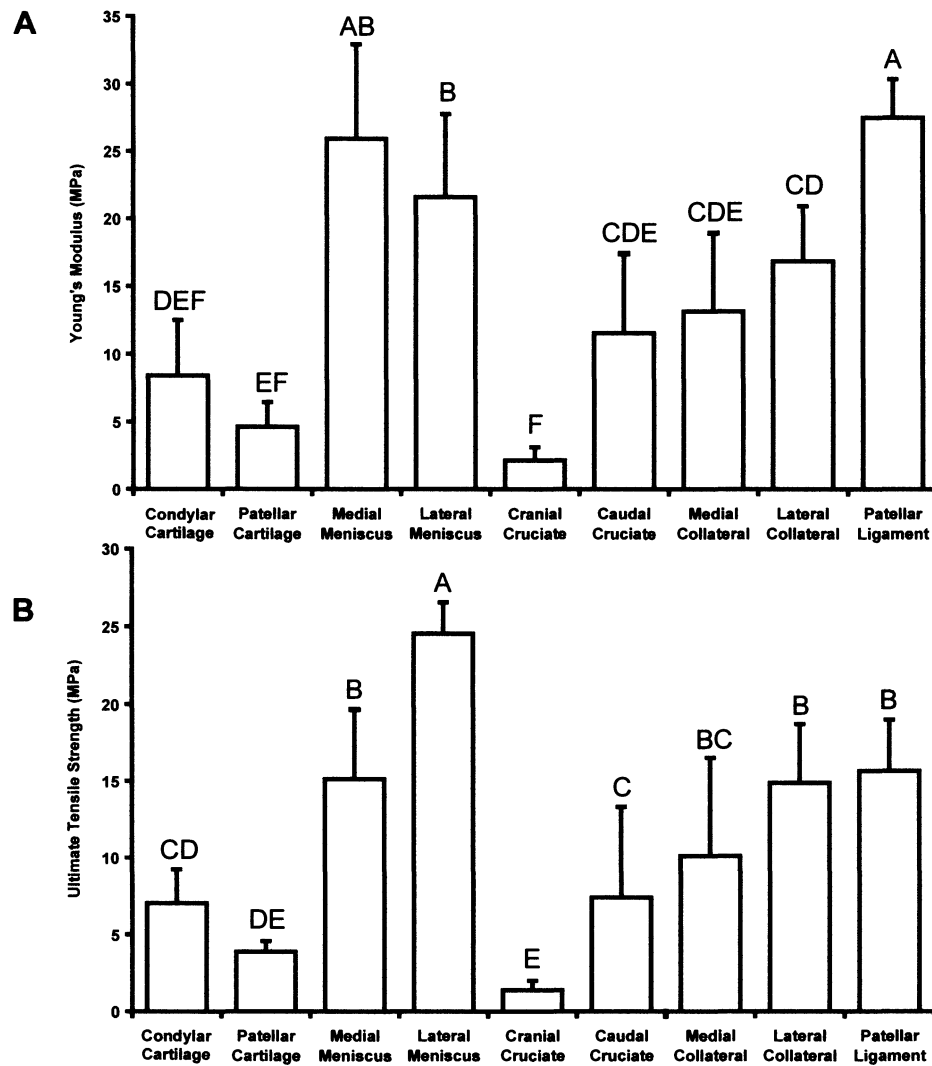 A
Young's Modulus (MPa)
35
30
25
20
15
10
5
0
DEF
EF
AB
B
F
CDE
CDE
CD
A
Condylar Cartilage
Patellar Cartilage
Medial Meniscus
Lateral Meniscus
Cranial Cruciate
Caudal Cruciate
Medial Collateral
Lateral Collateral
Patellar Ligament
B
Ultimate Tensile Strength (MPa)
30
25
20
15
10
5
0
CD
DE
B
A
E
C
BC
B
B
Condylar Cartilage
Patellar Cartilage
Medial Meniscus
Lateral Meniscus
Cranial Cruciate
Caudal Cruciate
Medial Collateral
Lateral Collateral
Patellar Ligament